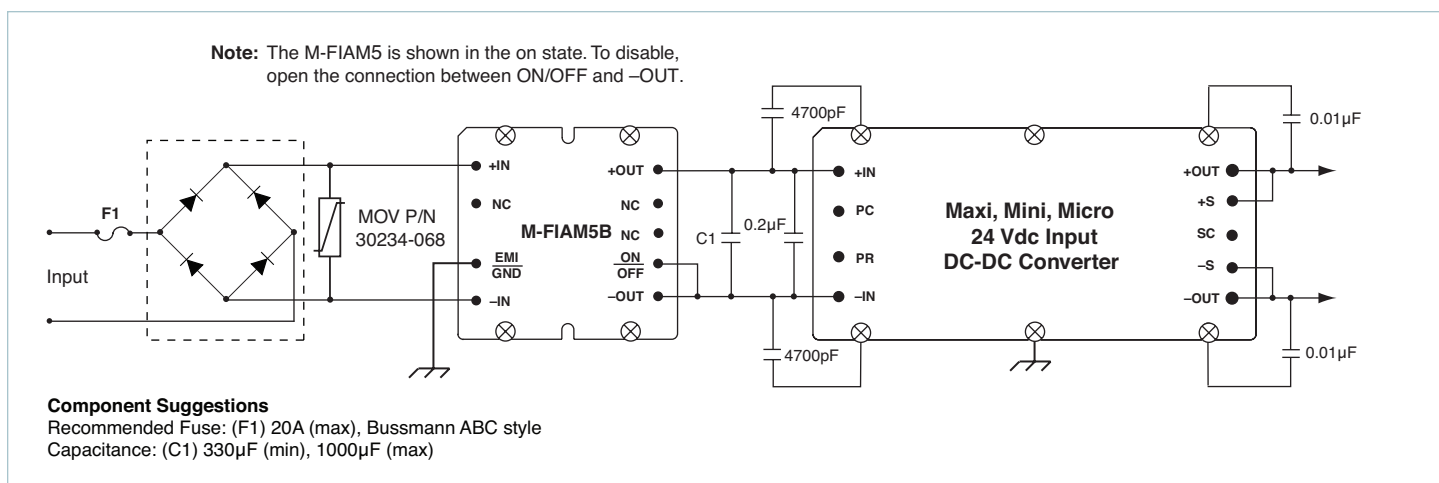 Note: The M-FIAM5 is shown in the on state. To disable,
open the connection between ON/OFF and –OUT.
F1
Input
MOV P/N
30234-068
+IN
NC
EMI
GND
–IN
M-FIAM5B
+OUT
NC
NC
ON
OFF
–OUT
4700pF
C1
0.2µF
4700pF
+IN
PC
PR
–IN
Maxi, Mini, Micro
24 Vdc Input
DC-DC Converter
+OUT
+S
SC
–S
–OUT
0.01µF
0.01µF
Component Suggestions
Recommended Fuse: (F1) 20A (max), Bussmann ABC style
Capacitance: (C1) 330µF (min), 1000µF (max)